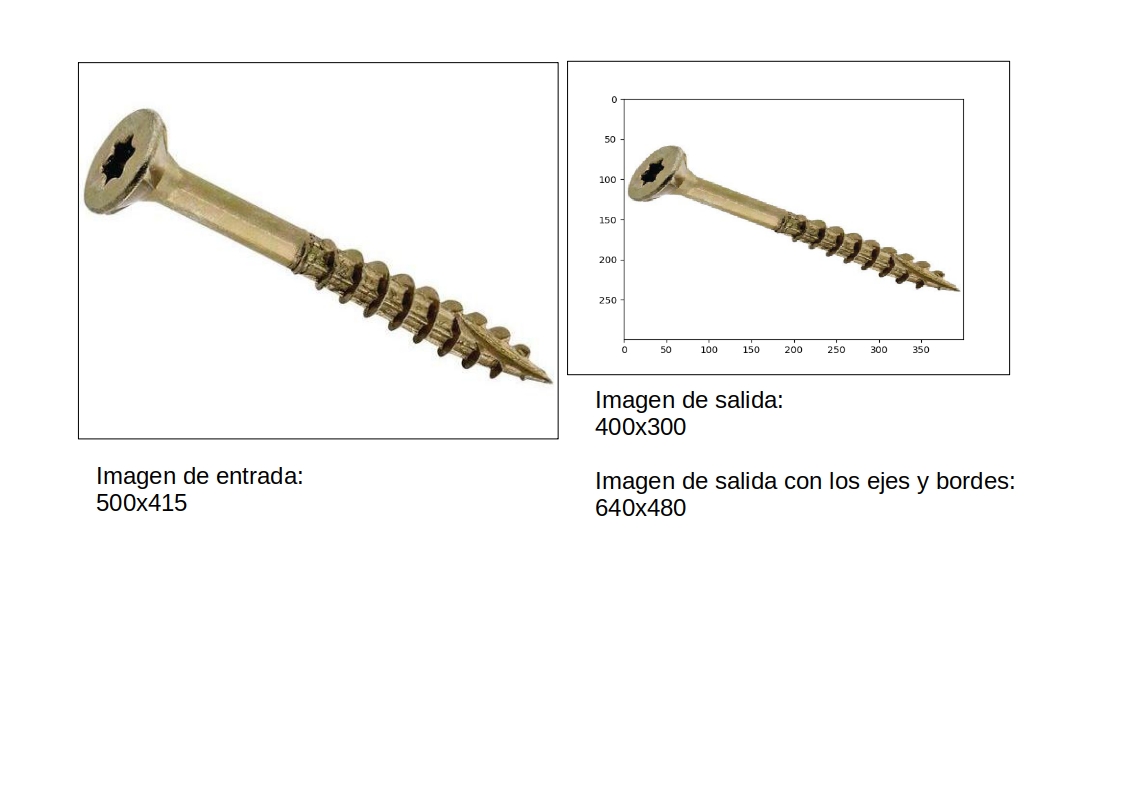 0
50
100
150
200
250
0 50 100 150 200 250 300 350
Imagen de salida:
400x300
Imagen de entrada:
500x415
Imagen de salida con los ejes y bordes:
640x480